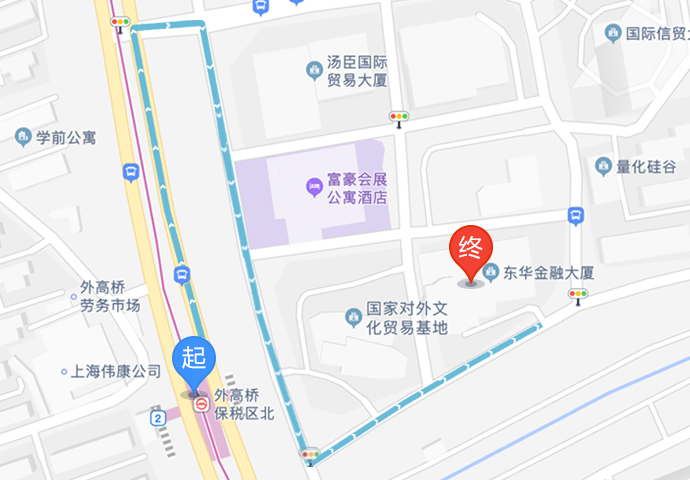 国际信贸大
汤臣国际
贸易大厦
学前公寓
量化硅谷
富豪会展
公寓酒店
终
东华金融大厦
外高桥
劳务市场
国家对外文
化贸易基地
起
上海伟康公司
外高桥
保税区北
2